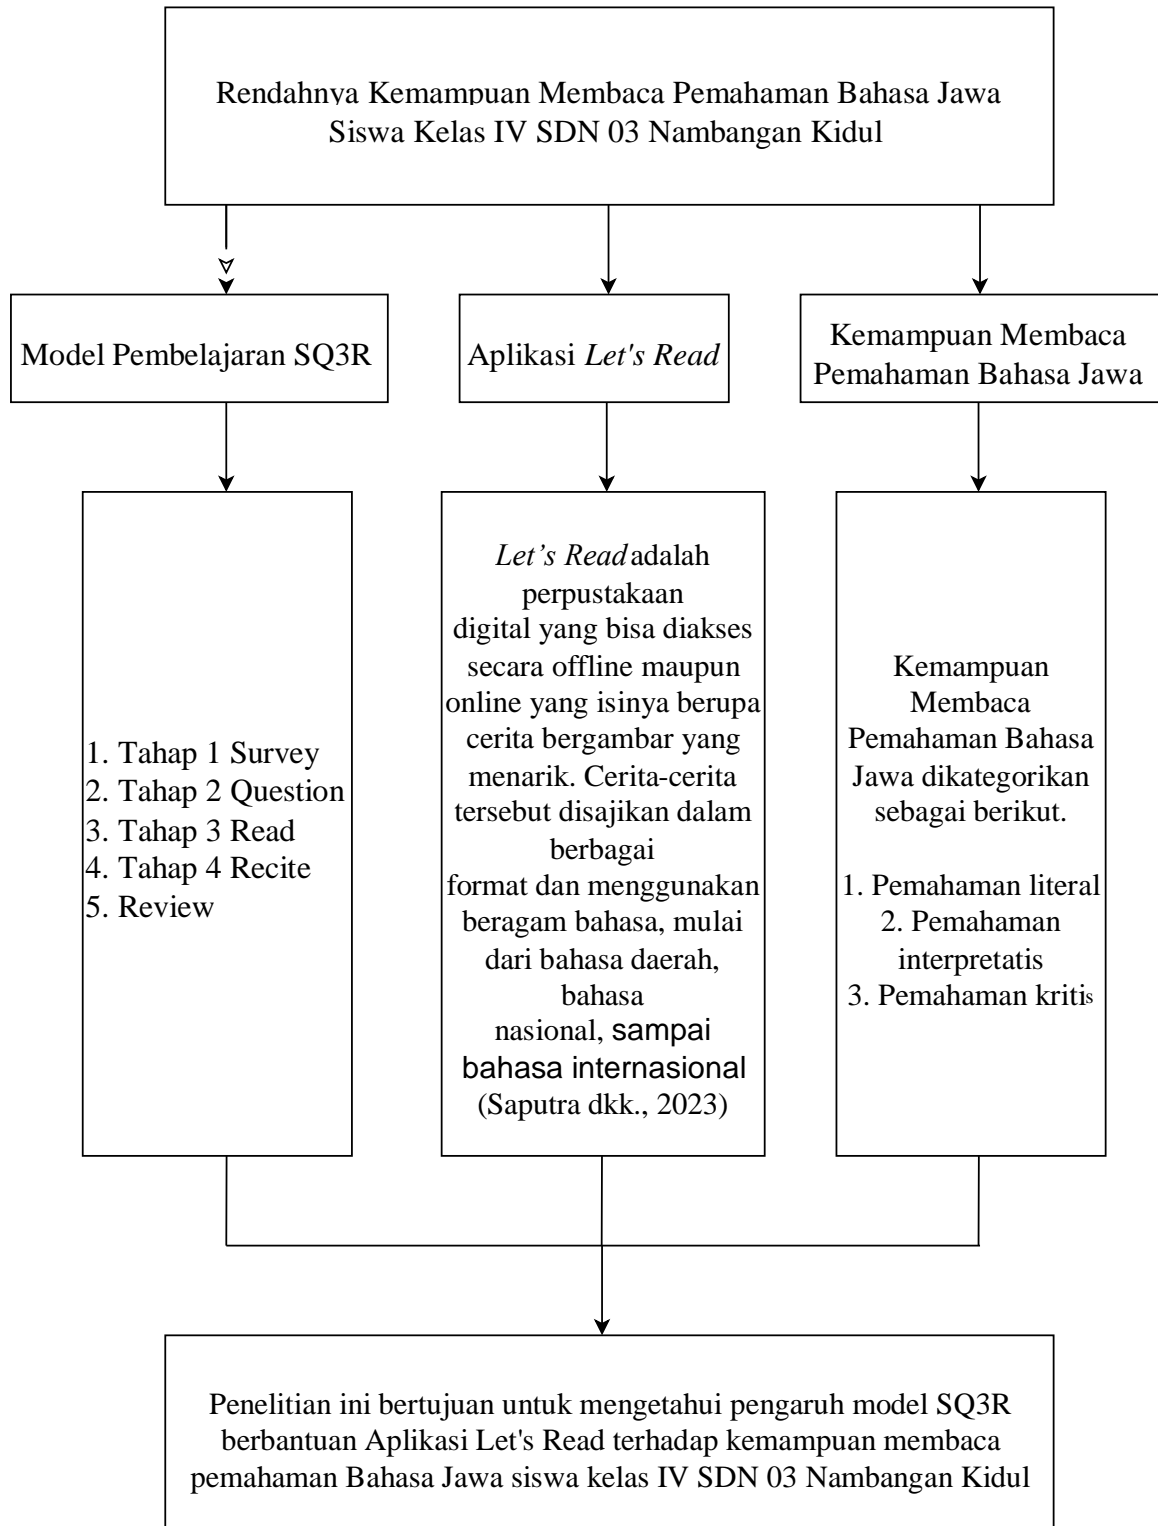 Rendahnya Kemampuan Membaca Pemahaman Bahasa Jawa
Siswa Kelas IV SDN 03 Nambangan Kidul
Model Pembelajaran SQ3R
Aplikasi Let's Read
Kemampuan Membaca
Pemahaman Bahasa Jawa
1. Tahap 1 Survey
2. Tahap 2 Question
3. Tahap 3 Read
4. Tahap 4 Recite
5. Review
Let’s Read adalah
perpustakaan
digital yang bisa diakses
secara offline maupun
online yang isinya berupa
cerita bergambar yang
menarik. Cerita-cerita
tersebut disajikan dalam
berbagai
format dan menggunakan
beragam bahasa, mulai
dari bahasa daerah,
bahasa
nasional, sampai
bahasa internasional
(Saputra dkk., 2023)
Kemampuan
Membaca
Pemahaman Bahasa
Jawa dikategorikan
sebagai berikut.
1. Pemahaman literal
2. Pemahaman
interpretatis
3. Pemahaman kritis
Penelitian ini bertujuan untuk mengetahui pengaruh model SQ3R
berbantuan Aplikasi Let's Read terhadap kemampuan membaca
pemahaman Bahasa Jawa siswa kelas IV SDN 03 Nambangan Kidul